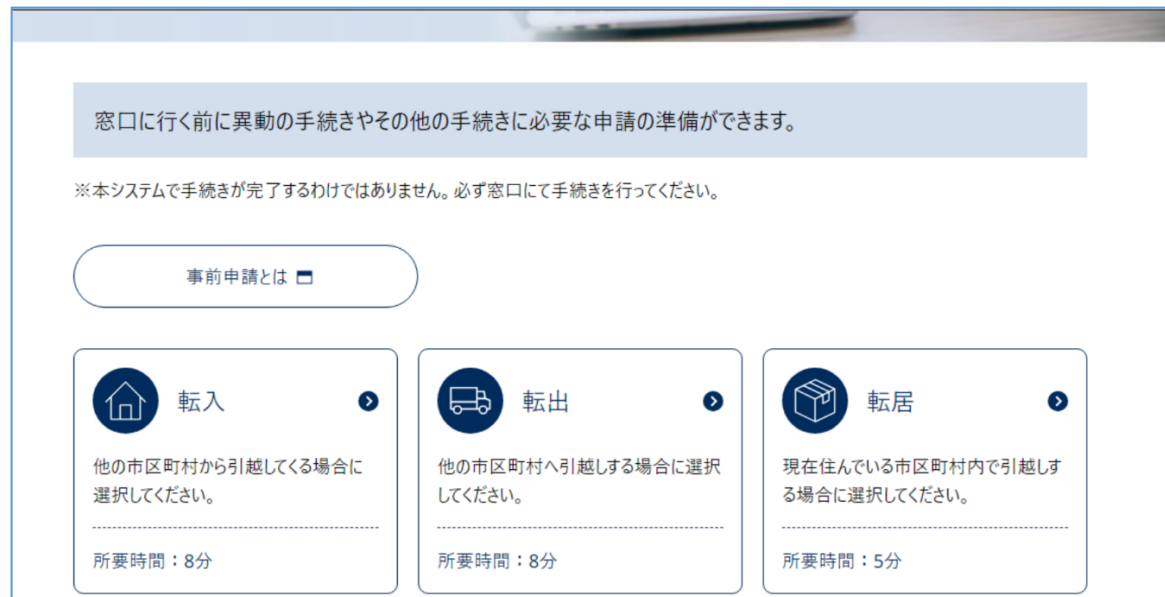 窓口に行く前に異動の手続きやその他の手続きに必要な申請の準備ができます。
※本システムで手続きが完了するわけではありません。必ず窓口にて手続きを行ってください。
事前申請とは
転入
他の市区町村から引越してくる場合に
選択してください。
所要時間：8分
転出
他の市区町村へ引越しする場合に選択
してください。
所要時間：8分
転居
現在住んでいる市区町村内で引越しす
る場合に選択してください。
所要時間：5分